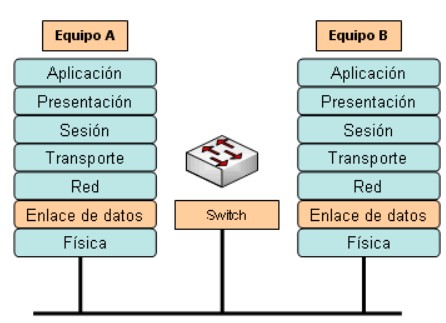 Equipo A
Aplicación
Presentación
Sesión
Transporte
Red
Enlace de datos
Física
Switch
Equipo B
Aplicación
Presentación
Sesión
Transporte
Red
Enlace de datos
Física